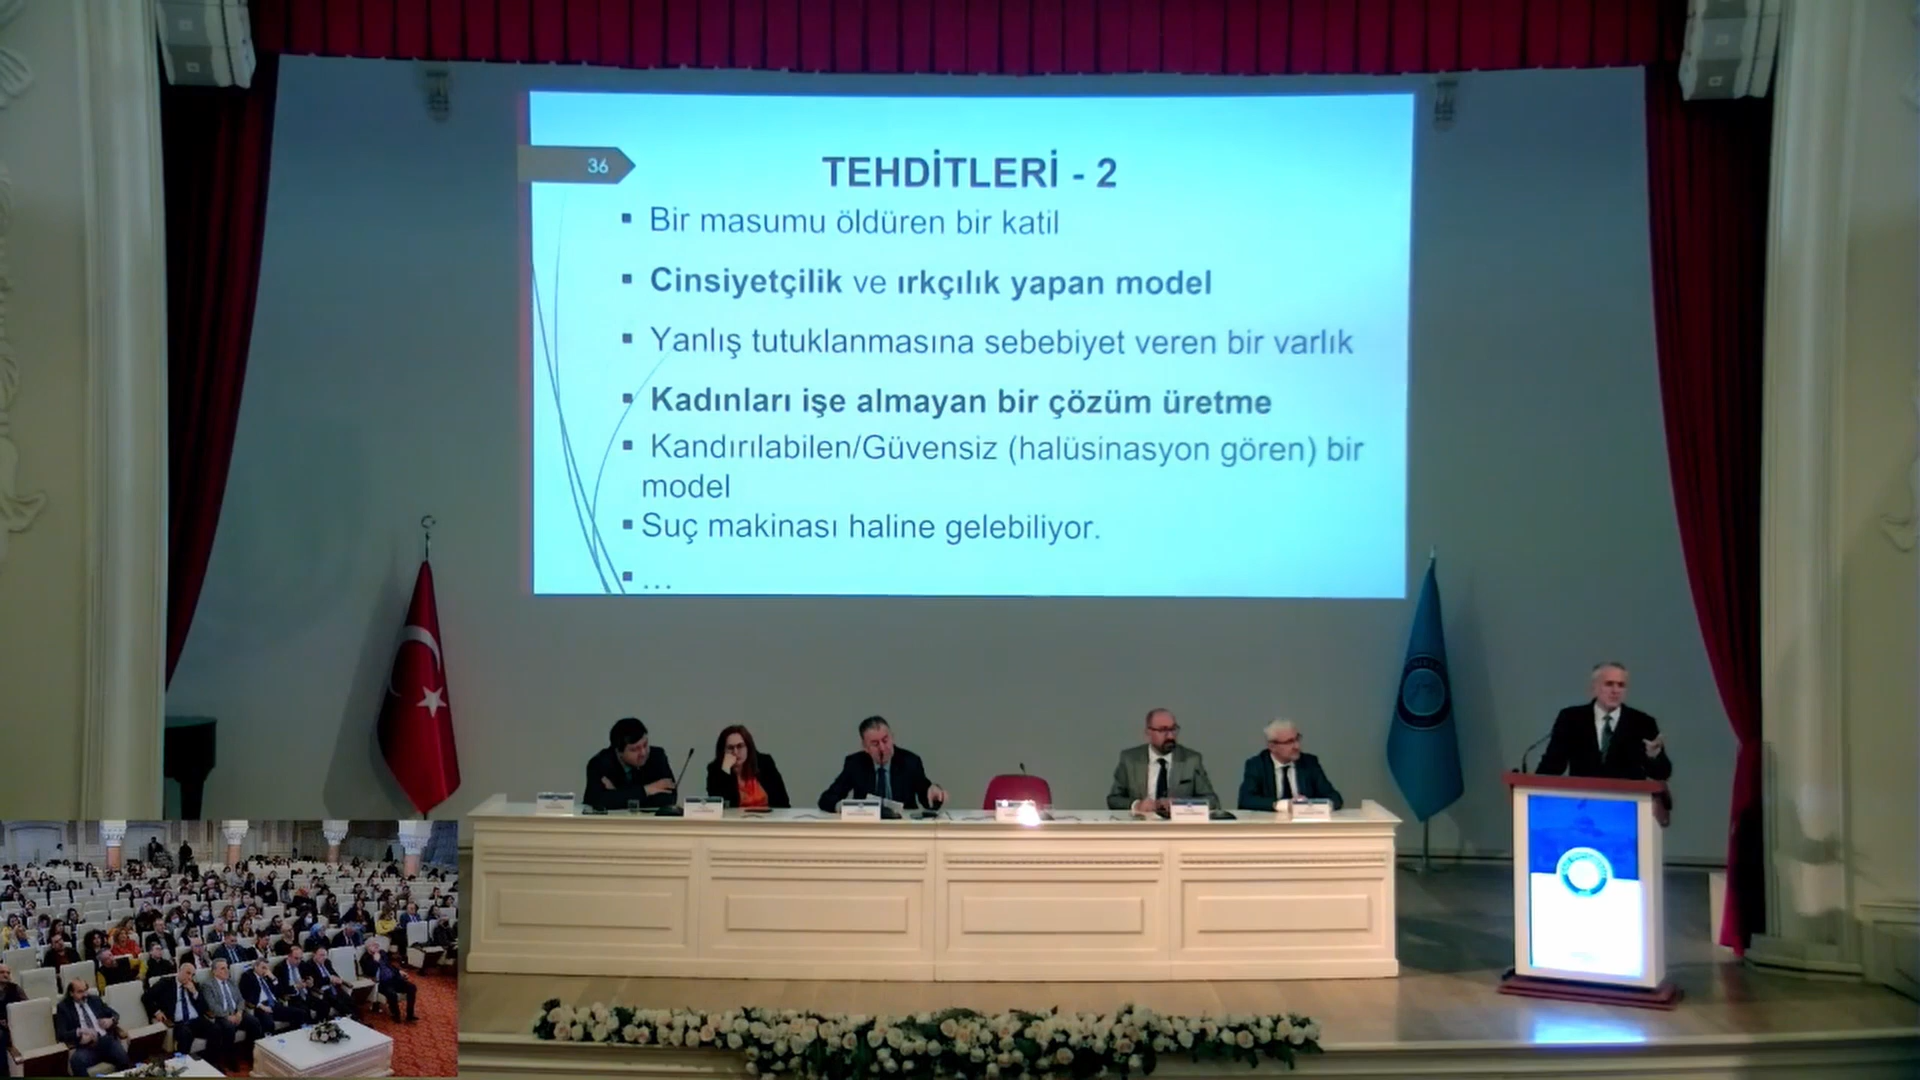 36
TEHDİTLERİ - 2
▪ Bir masumu öldüren bir katil
▪ Cinsiyetçilik ve ırkçılık yapan model
▪ Yanlış tutuklanmasına sebebiyet veren bir varlık
▪ Kadınları işe almayan bir çözüm üretme
▪ Kandırılabilen/Güvensiz (halüsinasyon gören) bir
model
▪ Suç makinası haline gelebiliyor.
▪ ...